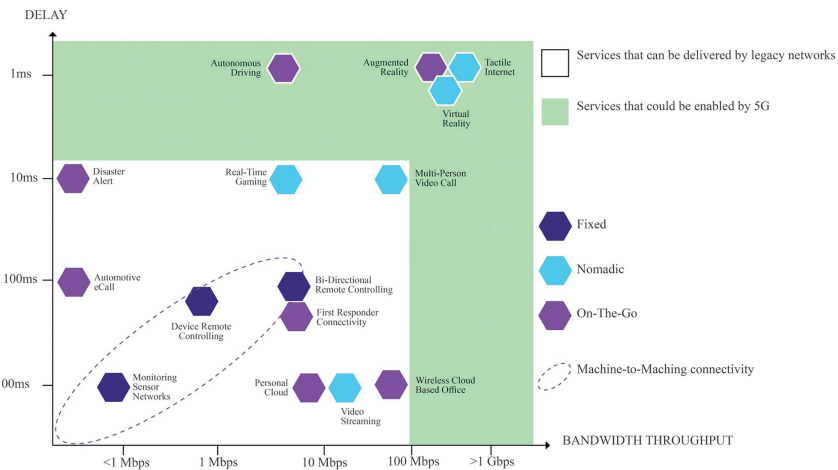 DELAY
1ms
10ms
100ms
00ms
Autonomous
Driving
Augmented
Reality
Tactile
Internet
Virtual
Reality
Disaster
Alert
Real-Time
Gaming
Multi-Person
Video Call
Automotive
eCall
Device Remote
Controlling
Bi-Directional
Remote Controlling
First Responder
Connectivity
Monitoring
Sensor
Networks
Personal
Cloud
Video
Streaming
Wireless Cloud
Based Office
<1 Mbps
1 Mbps
10 Mbps
100 Mbps
>1 Gbps
BANDWIDTH THROUGHPUT
Services that can be delivered by legacy networks
Services that could be enabled by 5G
Fixed
Nomadic
On-The-Go
Machine-to-Maching connectivity